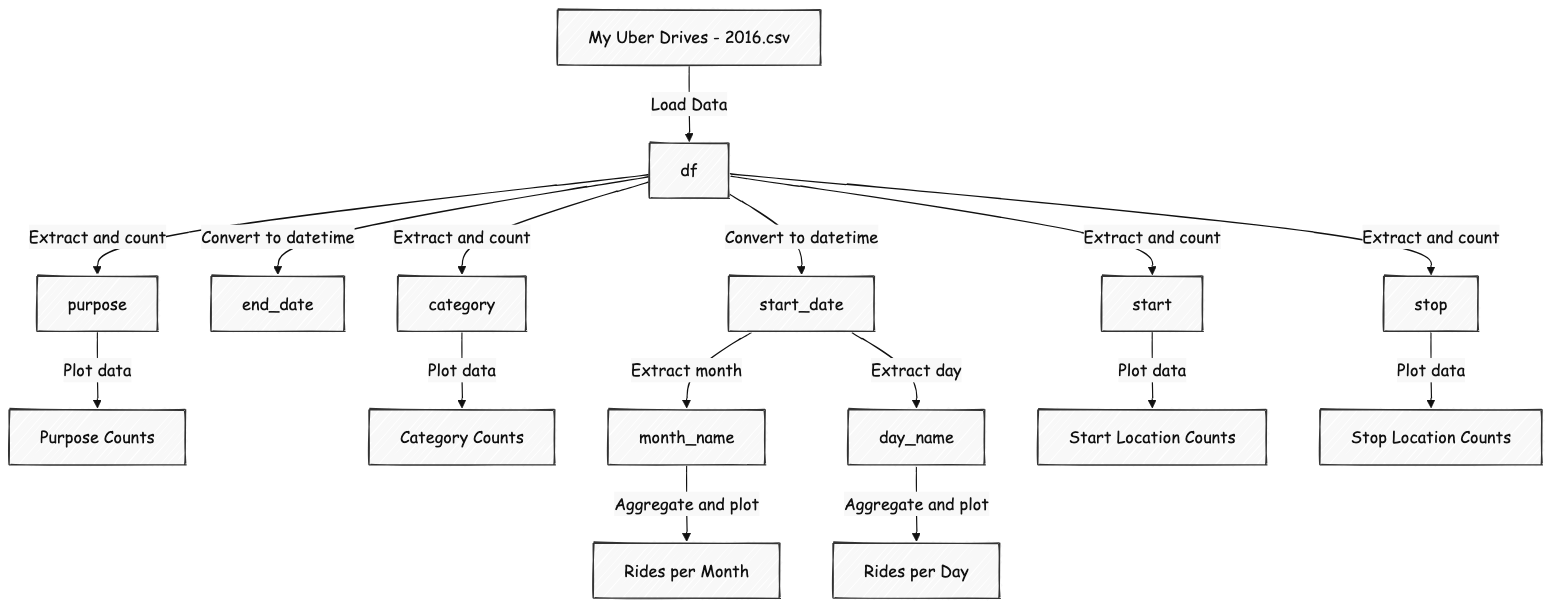 My Uber Drives - 2016.csv
Load Data
df
Extract and count
Convert to datetime
Extract and count
Convert to datetime
Extract and count
Extract and count
purpose
end_date
category
start_date
start
stop
Plot data
Plot data
Extract month
Extract day
Plot data
Plot data
Purpose Counts
Category Counts
month_name
day_name
Start Location Counts
Stop Location Counts
Aggregate and plot
Aggregate and plot
Rides per Month
Rides per Day